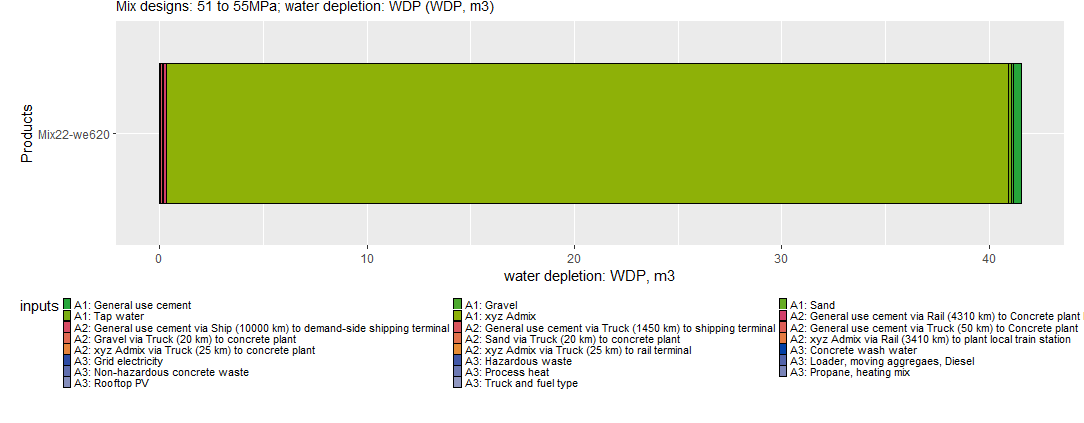 Mix designs: 51 to 55MPa; water depletion: WDP (WDP, m3)
Products
Mix22-we620
0 10 20 30 40
water depletion: WDP, m3
inputs
A1: General use cement A1: Gravel A1: Sand
A1: Tap water A1: xyz Admix A2: General use cement via Rail (4310 km) to Concrete plant
A2: General use cement via Ship (10000 km) to demand-side shipping terminal A2: General use cement via Truck (1450 km) to shipping terminal A2: General use cement via Truck (50 km) to Concrete plant
A2: Gravel via Truck (20 km) to concrete plant A2: Sand via Truck (20 km) to concrete plant A2: xyz Admix via Rail (3410 km) to plant local train station
A2: xyz Admix via Truck (25 km) to concrete plant A2: xyz Admix via Truck (25 km) to rail terminal A3: Concrete wash water
A3: Grid electricity A3: Hazardous waste A3: Loader, moving aggregaes, Diesel
A3: Non-hazardous concrete waste A3: Process heat A3: Propane, heating mix
A3: Rooftop PV A3: Truck and fuel type